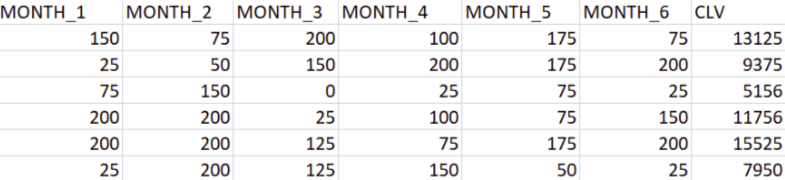 MONTH_1 MONTH_2 MONTH_3 MONTH_4 MONTH_5 MONTH_6 CLV
150 75 200 100 175 75 13125
25 50 150 200 175 200 9375
75 150 0 25 75 25 5156
200 200 25 100 75 150 11756
200 200 125 75 175 200 15525
25 200 125 150 50 25 7950